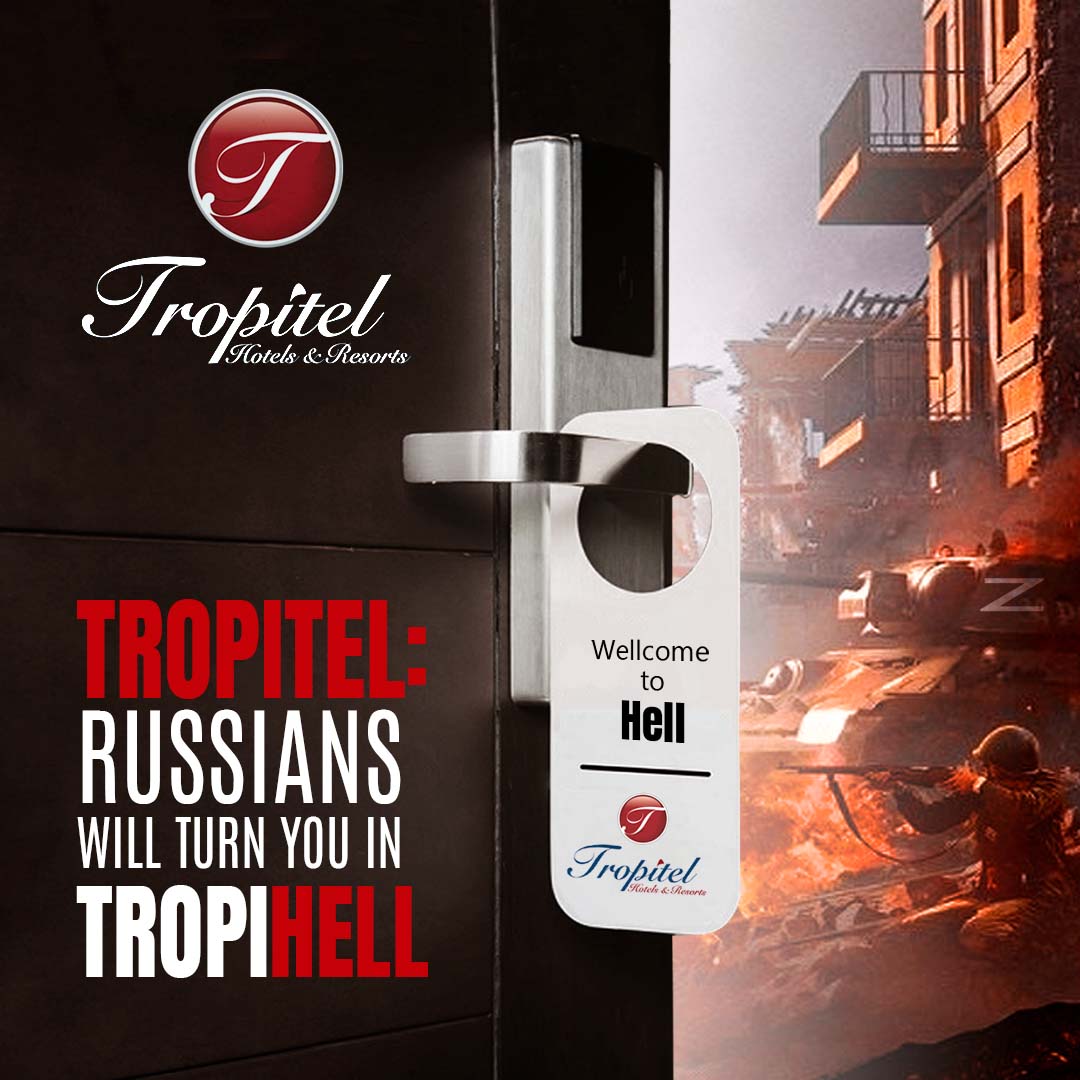 T
Tropitel
Hotels & Resorts
TROPITEL:
RUSSIANS
WILL TURN YOU IN
TROPIHELL
Wellcome
to
Hell
T
Tropitel
Hotels & Resorts
Z